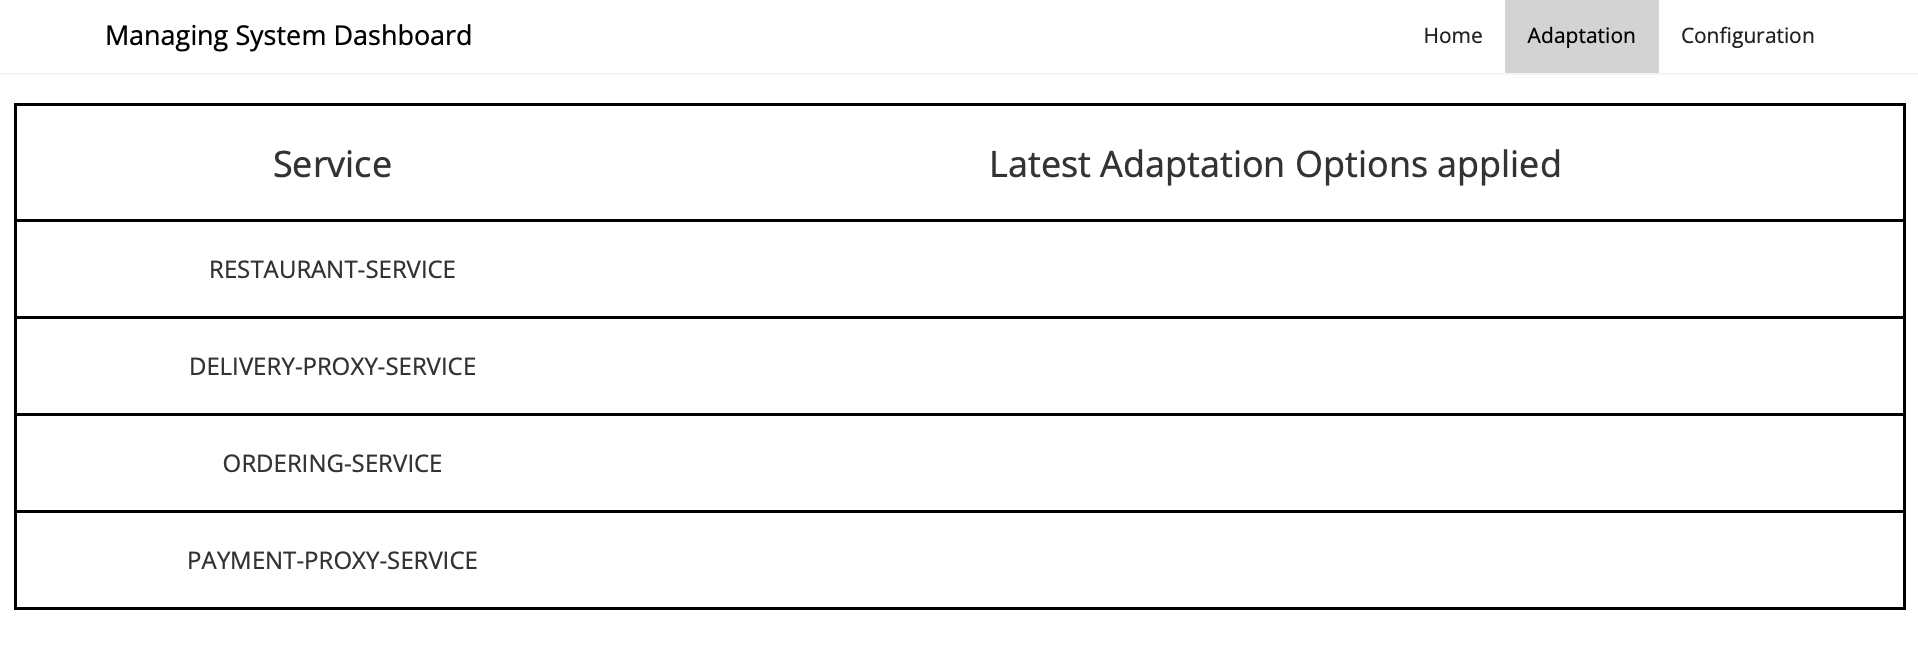 Managing System Dashboard Home Adaptation Configuration
Service Latest Adaptation Options applied
RESTAURANT-SERVICE
DELIVERY-PROXY-SERVICE
ORDERING-SERVICE
PAYMENT-PROXY-SERVICE